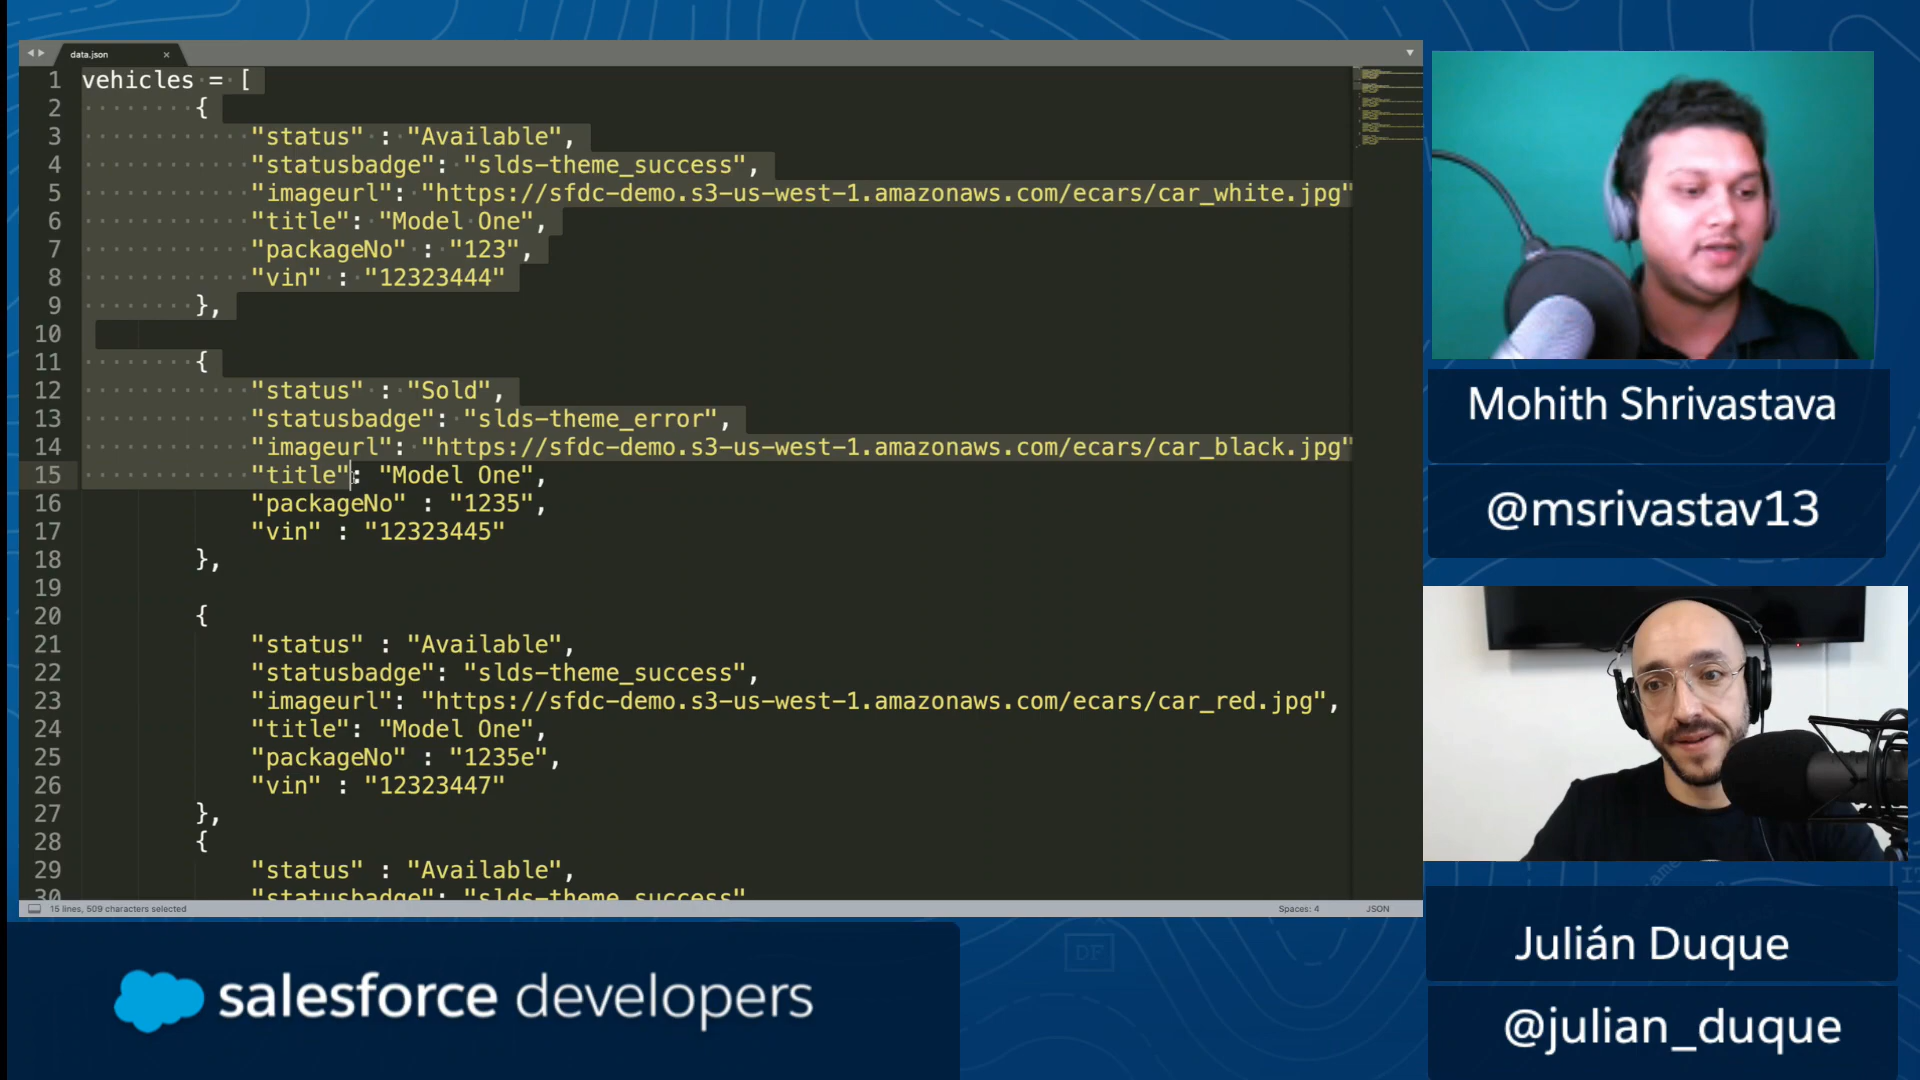 data.json ×
1 vehicles = [
2 {
3 "status" : "Available",
4 "statusbadge": "slds-theme_success",
5 "imageurl": "https://sfdc-demo.s3-us-west-1.amazonaws.com/ecars/car_white.jpg"
6 "title": "Model One",
7 "packageNo" : "123",
8 "vin" : "12323444"
9 },
10
11 {
12 "status" : "Sold",
13 "statusbadge": "slds-theme_error",
14 "imageurl": "https://sfdc-demo.s3-us-west-1.amazonaws.com/ecars/car_black.jpg"
15 "title": "Model One",
16 "packageNo" : "1235",
17 "vin" : "12323445"
18 },
19
20 {
21 "status" : "Available",
22 "statusbadge": "slds-theme_success",
23 "imageurl": "https://sfdc-demo.s3-us-west-1.amazonaws.com/ecars/car_red.jpg",
24 "title": "Model One",
25 "packageNo" : "1235e",
26 "vin" : "12323447"
27 },
28 {
29 "status" : "Available",
30 "statusbadge": "slds-theme_success"
15 lines, 509 characters selected
Spaces: 4
JSON
Mohith Shrivastava
@msrivastav13
Julián Duque
@julian_duque
salesforce developers
DF